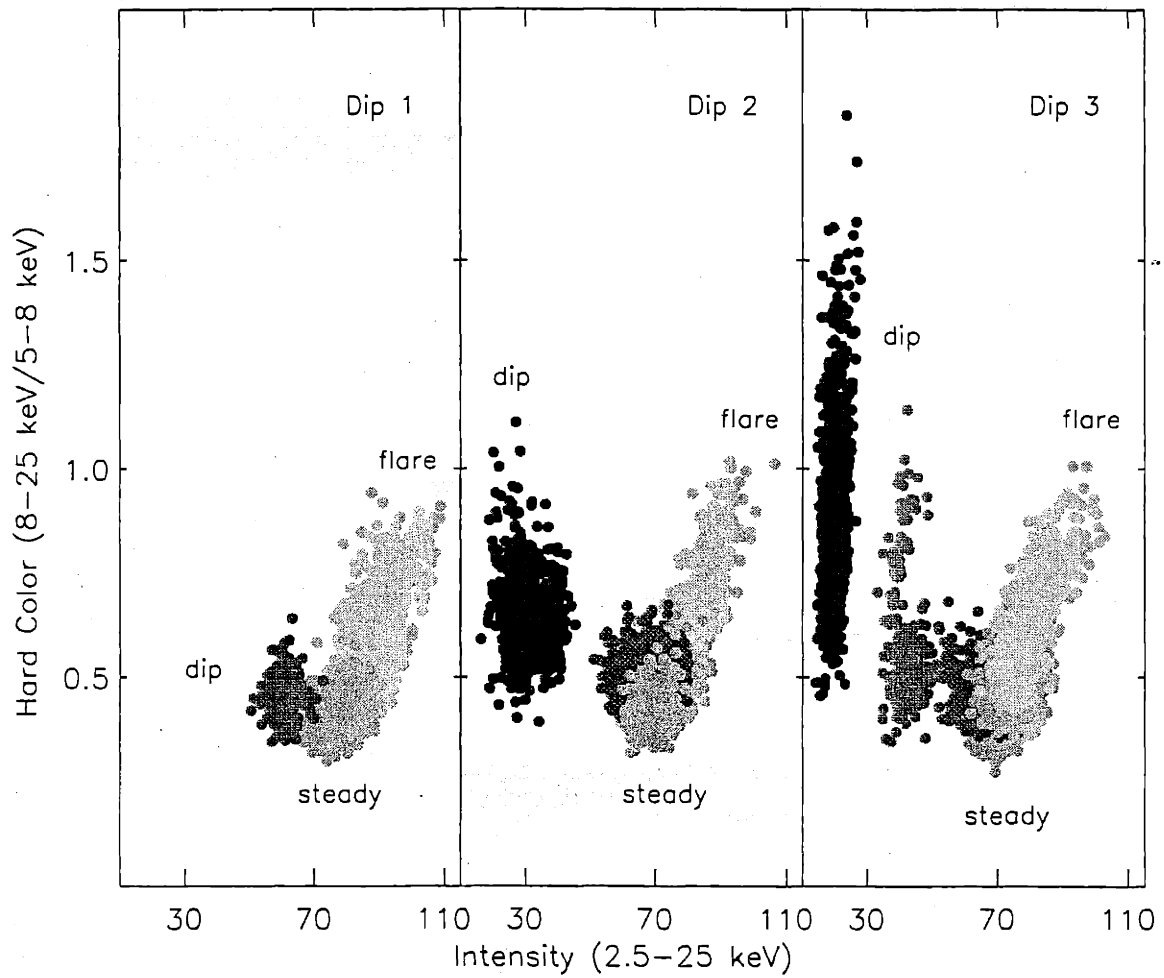 Dip 1
Dip 2
Dip 3
Hard Color (8–25 keV/5–8 keV)
1.5
1.0
0.5
dip
flare
steady
dip
flare
steady
dip
flare
steady
30 70 110 30 70 110 30 70 110
Intensity (2.5–25 keV)